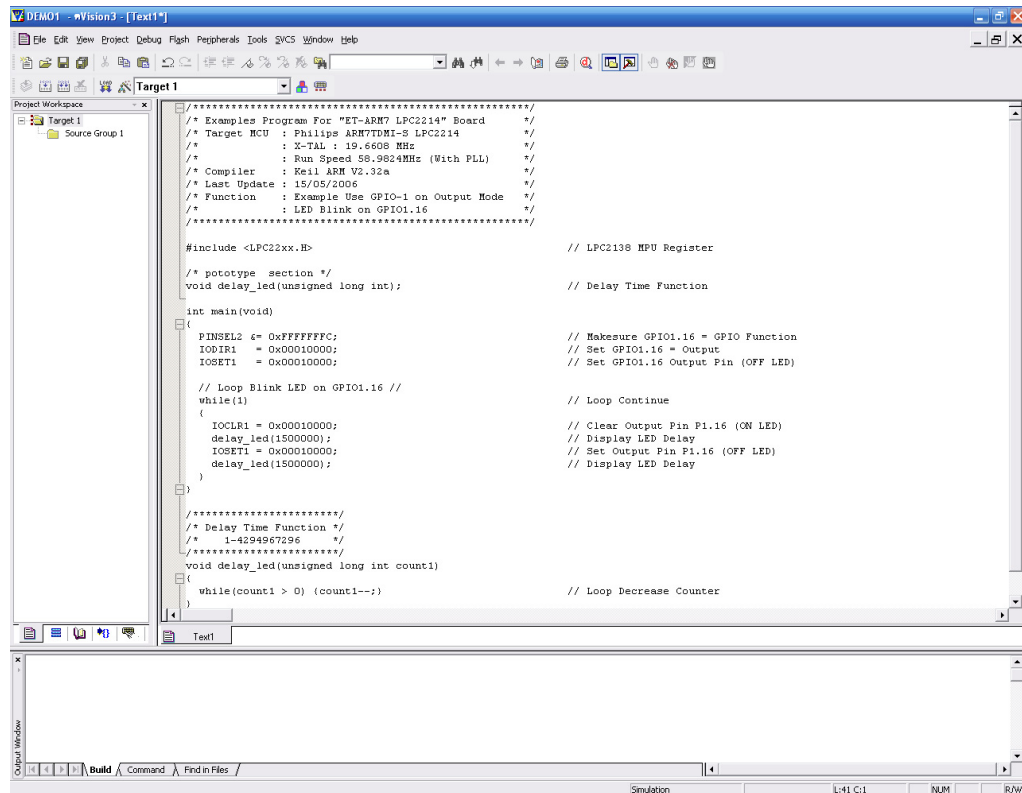 DEMO1 - µVision3 - [Text1*]
File Edit View Project Debug Flash Peripherals Tools SVCS Window Help
Target 1
Project Workspace
Target 1
Source Group 1
/*****************************************************/
/* Examples Program For "ET-ARM7 LPC2214" Board */
/* Target MCU : Philips ARM7TDMI-S LPC2214 */
/* : X-TAL : 19.6608 MHz */
/* : Run Speed 58.9824MHz (With PLL) */
/* Compiler : Keil ARM V2.32a */
/* Last Update : 15/05/2006 */
/* Function : Example Use GPIO-1 on Output Mode */
/* : LED Blink on GPIO1.16 */
/*****************************************************/
#include <LPC22xx.H> // LPC2138 MPU Register
/* pototype section */
void delay_led(unsigned long int); // Delay Time Function
int main(void)
{
PINSEL2 &= 0xFFFFFFFC; // Makesure GPIO1.16 = GPIO Function
IODIR1 = 0x00010000; // Set GPIO1.16 = Output
IOSET1 = 0x00010000; // Set GPIO1.16 Output Pin (OFF LED)
// Loop Blink LED on GPIO1.16 //
while(1) // Loop Continue
{
IOCLR1 = 0x00010000; // Clear Output Pin P1.16 (ON LED)
delay_led(1500000); // Display LED Delay
IOSET1 = 0x00010000; // Set Output Pin P1.16 (OFF LED)
delay_led(1500000); // Display LED Delay
}
}
/***********************/
/* Delay Time Function */
/* 1-4294967296 */
/***********************/
void delay_led(unsigned long int count1)
{
while(count1 > 0) {count1--;} // Loop Decrease Counter
}
Text1
Output Window
Build Command Find in Files
Simulation L:41 C:1 NUM R/W